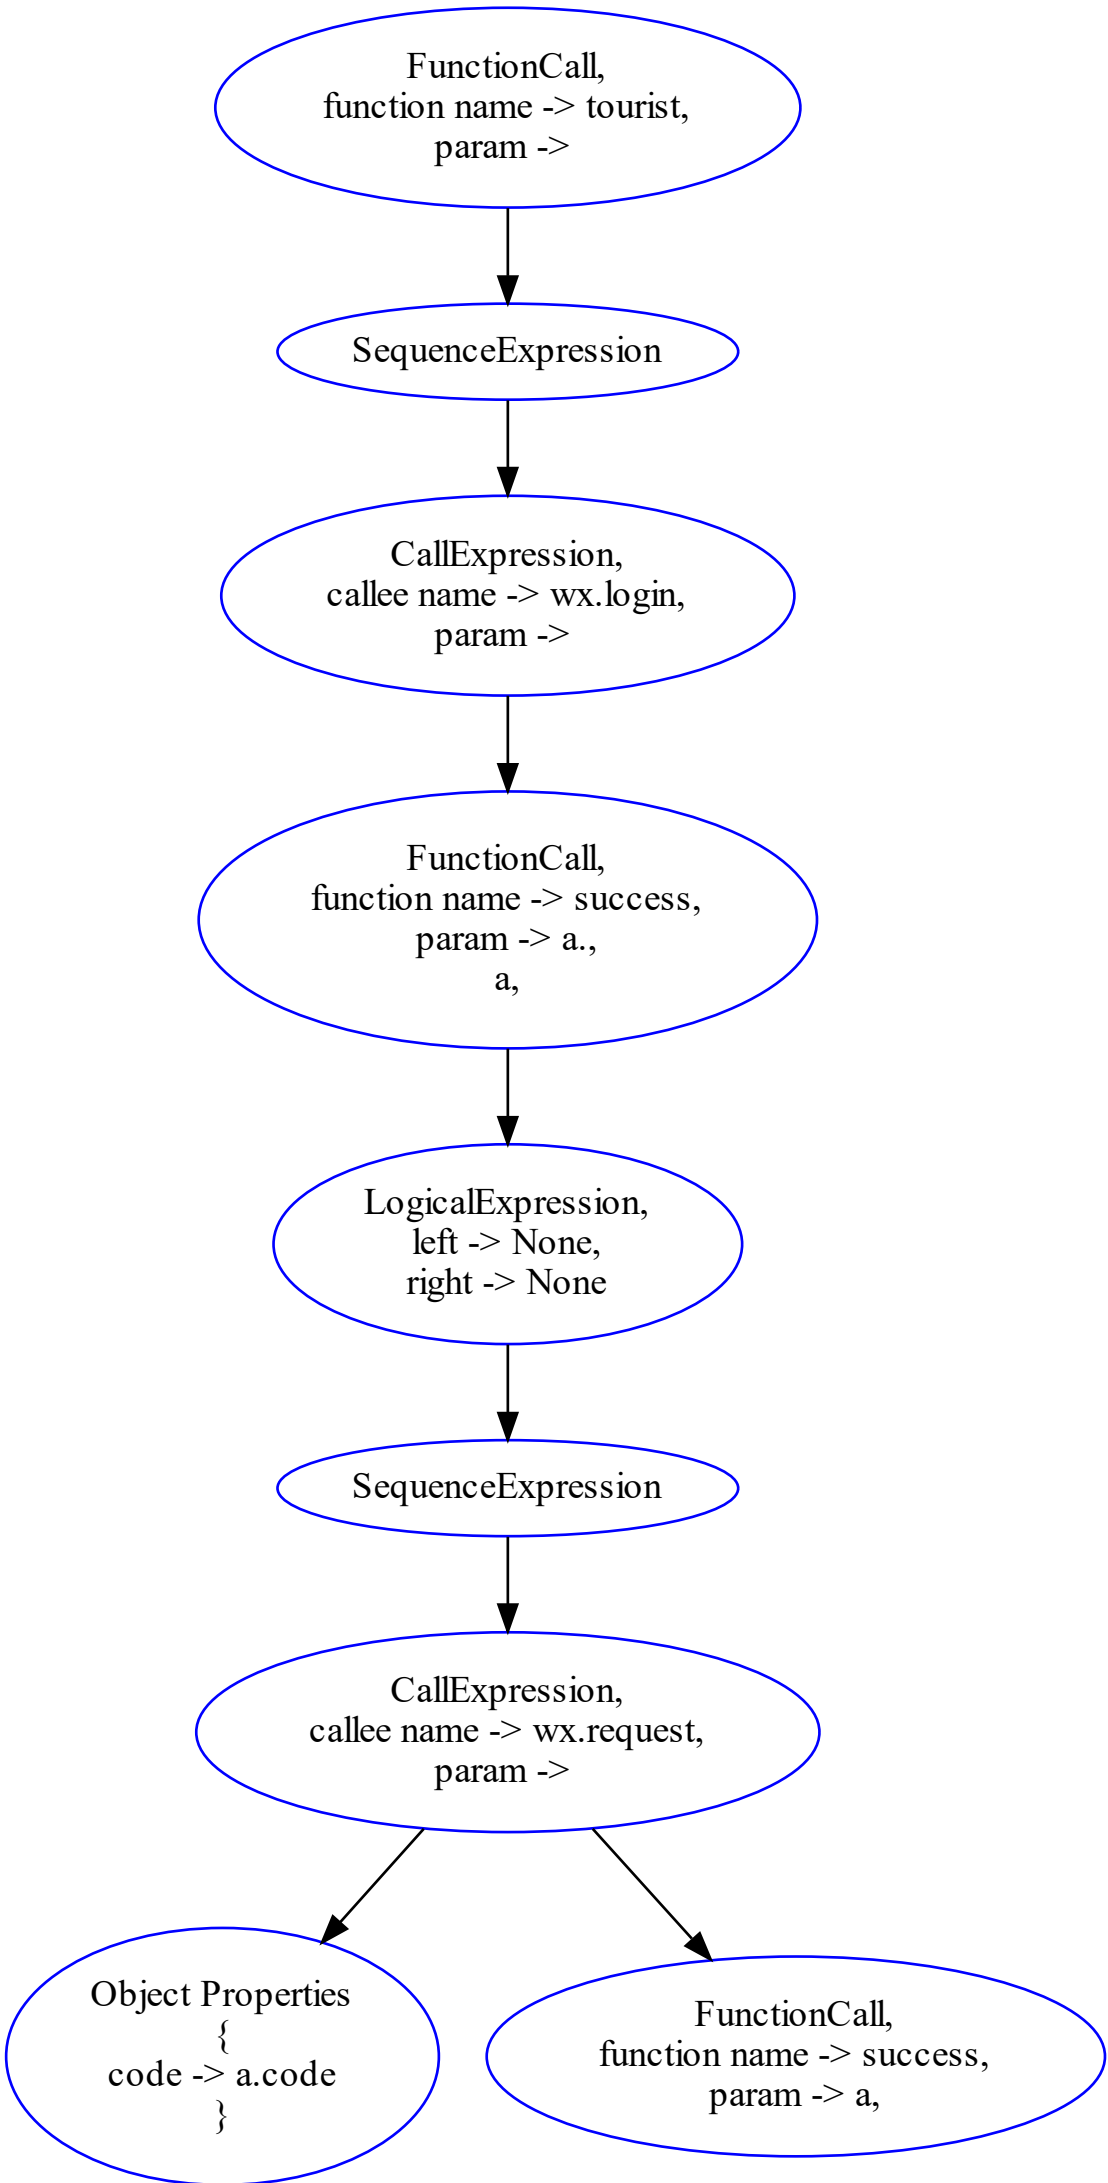 FunctionCall,
function name -> tourist,
param ->
SequenceExpression
CallExpression,
callee name -> wx.login,
param ->
FunctionCall,
function name -> success,
param -> a.,
a,
LogicalExpression,
left -> None,
right -> None
SequenceExpression
CallExpression,
callee name -> wx.request,
param ->
Object Properties
{
code -> a.code
}
FunctionCall,
function name -> success,
param -> a,